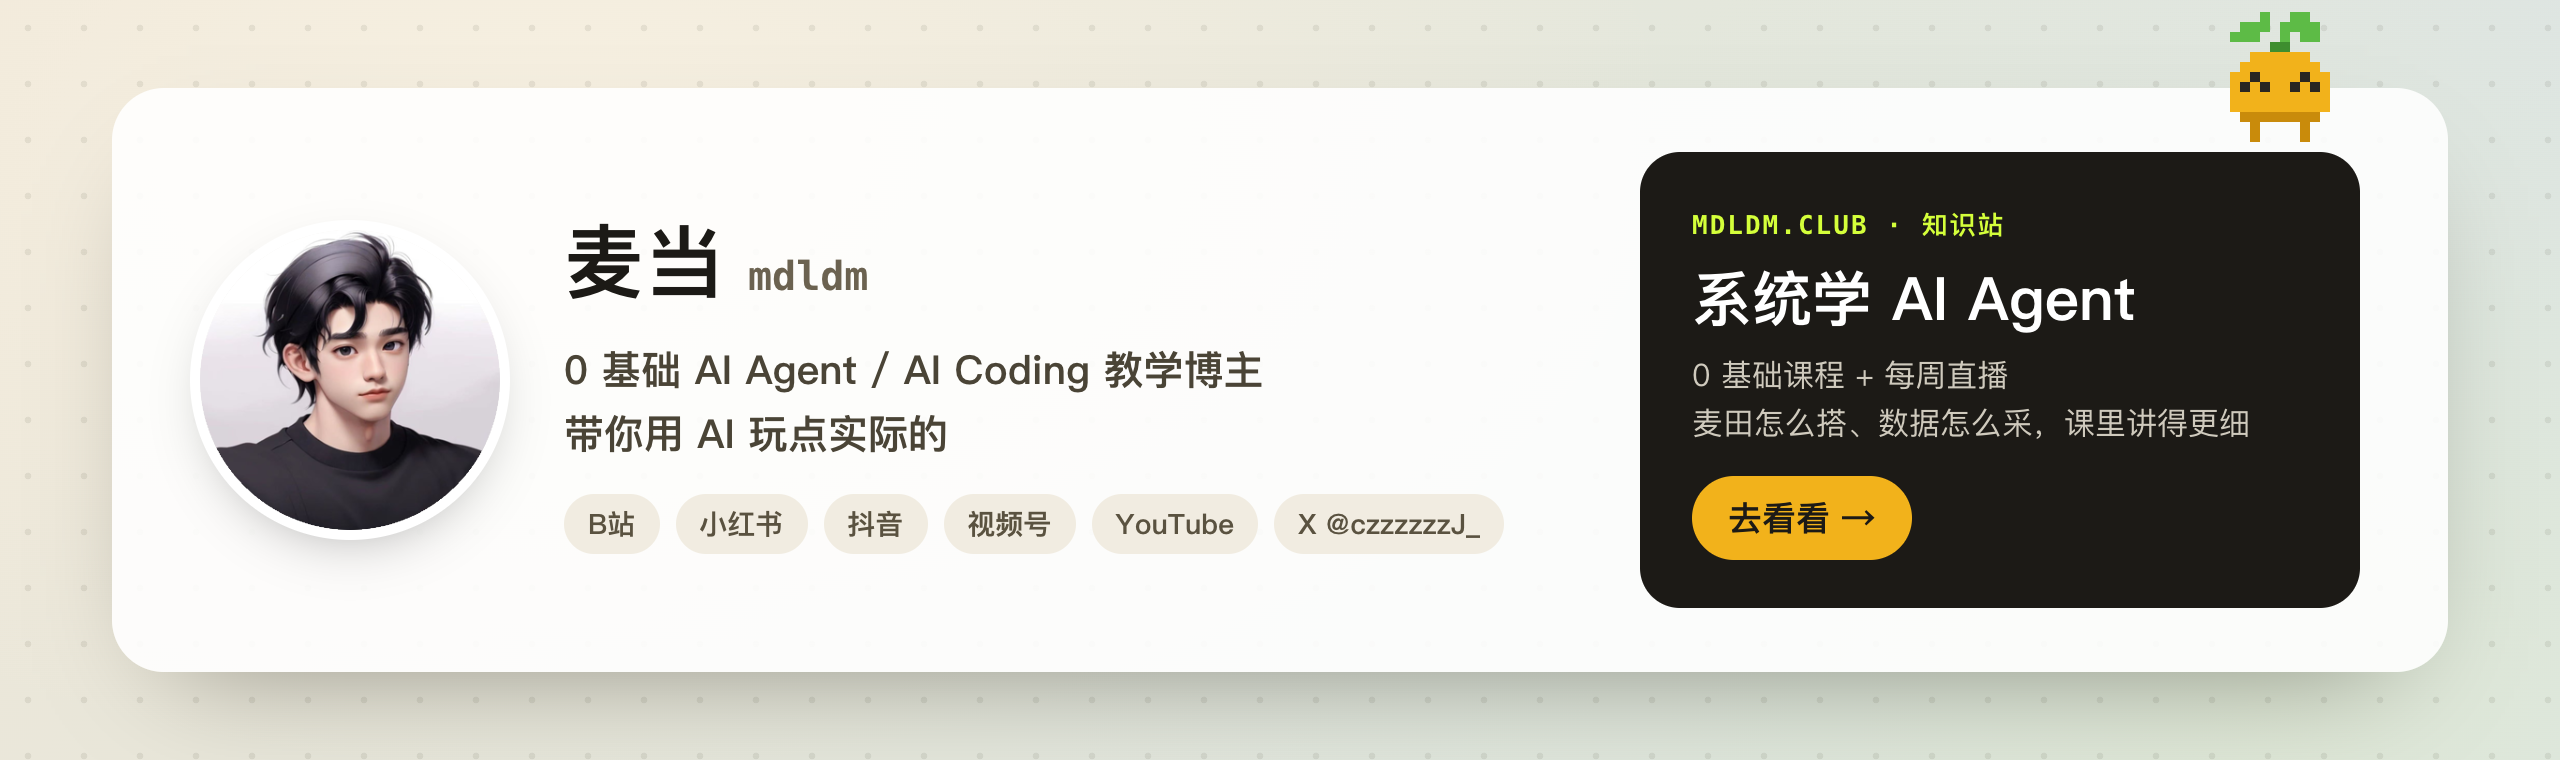 麦当 mdldm
0 基础 AI Agent / AI Coding 教学博主
带你用 AI 玩点实际的
B站 小红书 抖音 视频号 YouTube X @czzzzzzJ_
MDLDM.CLUB · 知识站
系统学 AI Agent
0 基础课程 + 每周直播
麦田怎么搭、数据怎么采，课里讲得更细
去看看 →